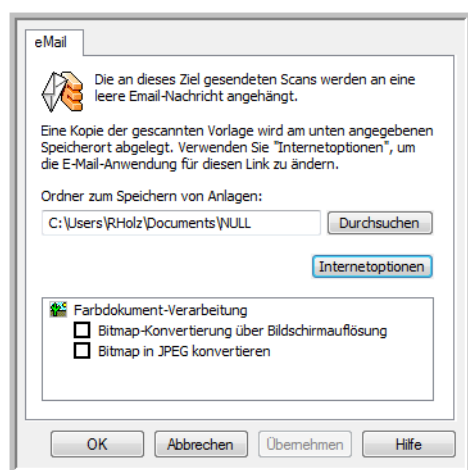 eMail
Die an dieses Ziel gesendeten Scans werden an eine
leere Email-Nachricht angehängt.
Eine Kopie der gescannten Vorlage wird am unten angegebenen
Speicherort abgelegt. Verwenden Sie "Internetoptionen", um
die E-Mail-Anwendung für diesen Link zu ändern.
Ordner zum Speichern von Anlagen:
C:\Users\RHolz\Documents\NULL Durchsuchen
Internetoptionen
Farbdokument-Verarbeitung
Bitmap-Konvertierung über Bildschirmauflösung
Bitmap in JPEG konvertieren
OK Abbrechen Übernehmen Hilfe